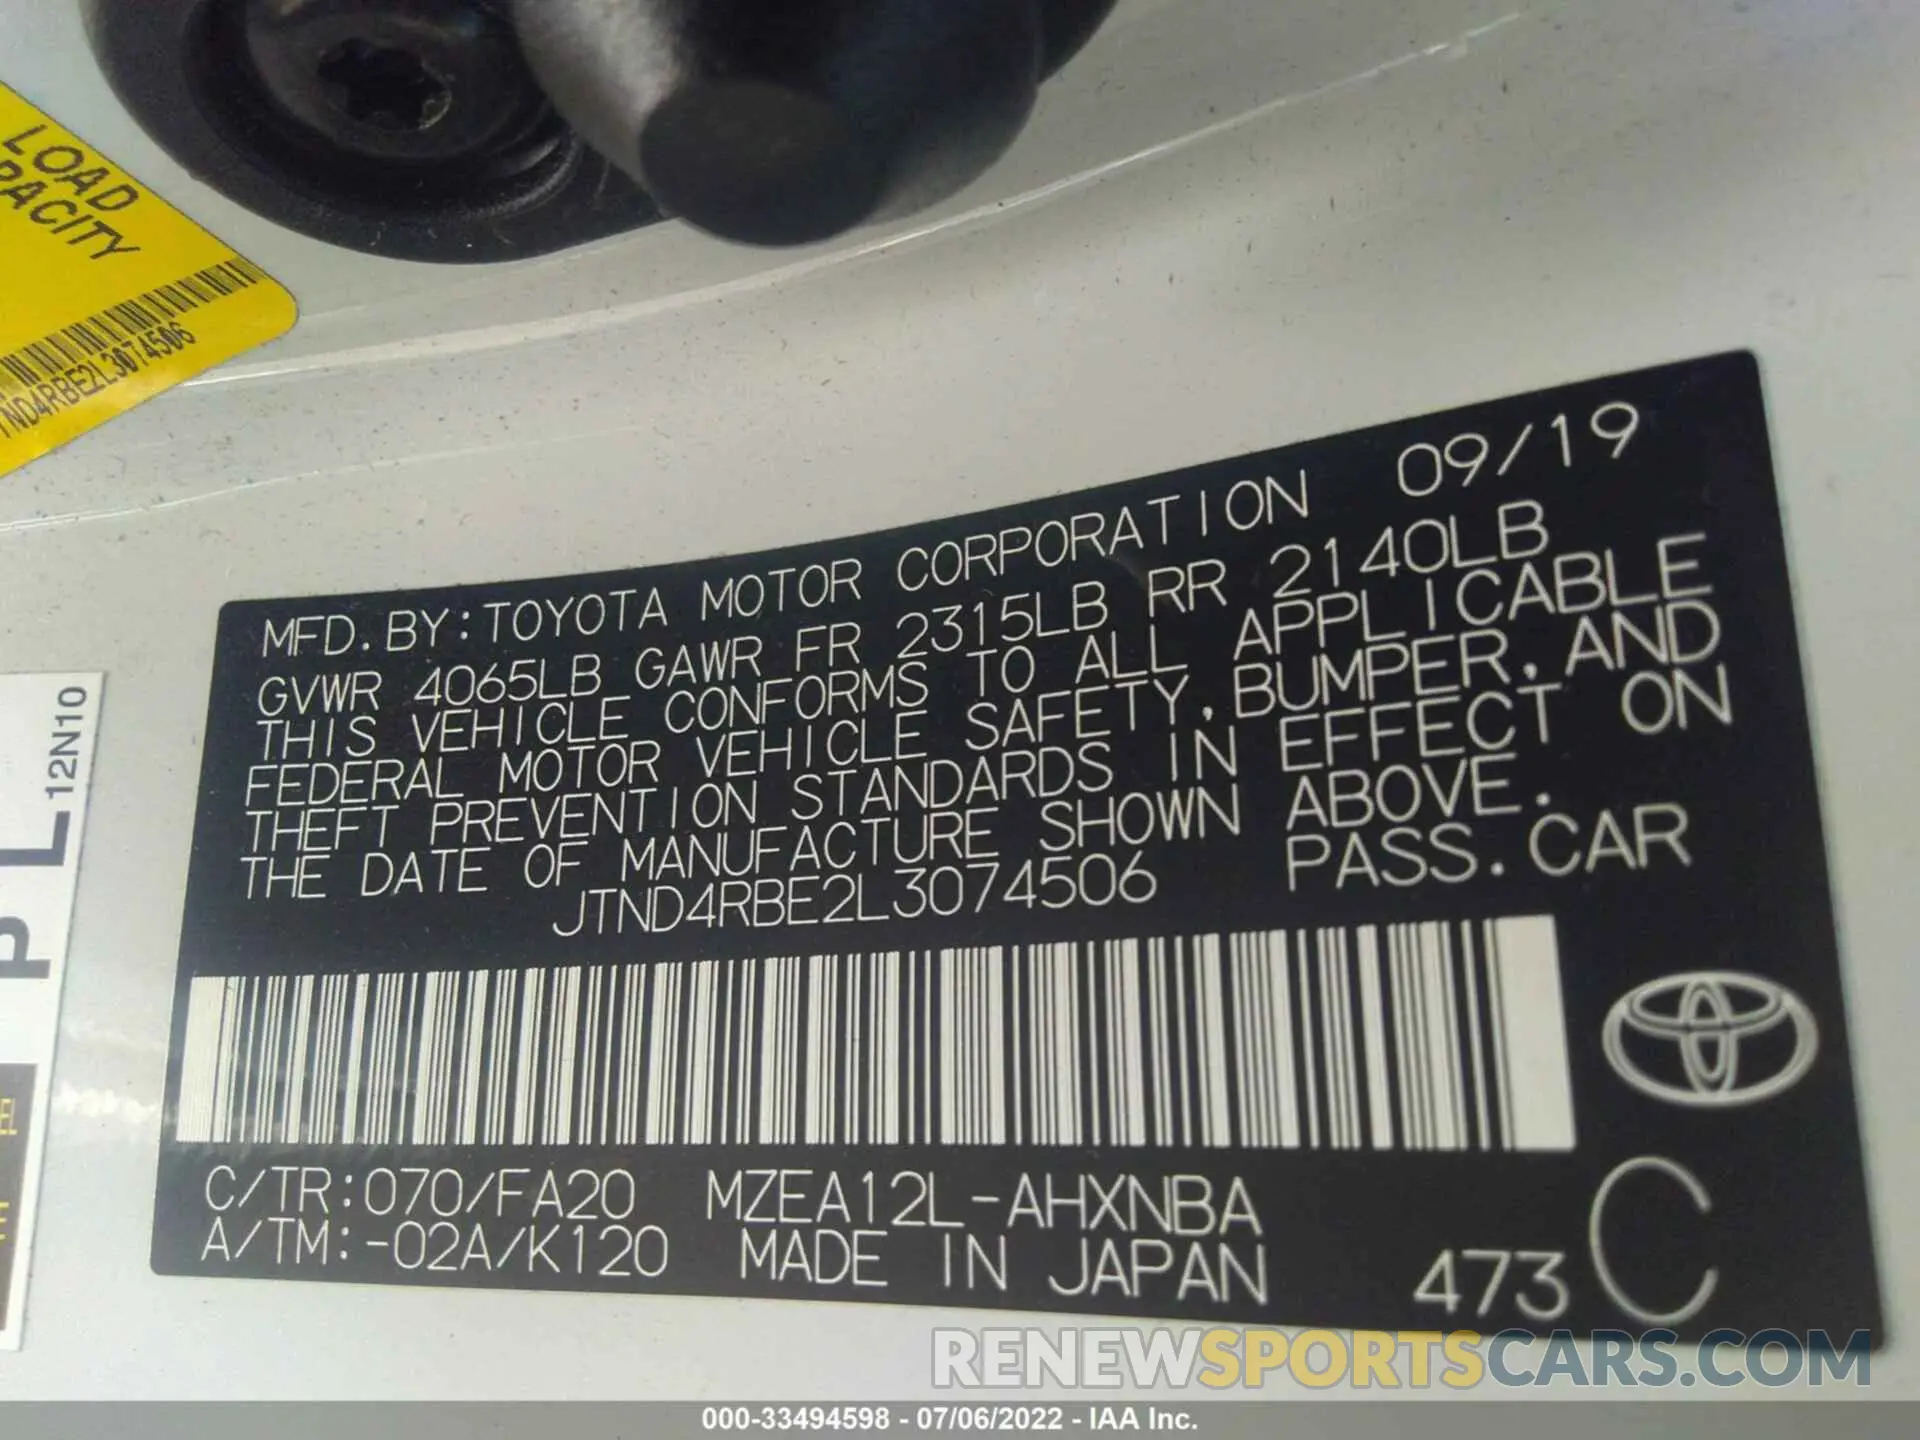 LOAD
PACITY
ND4RBE2L3074506
12N10
P L
MFD. BY: TOYOTA MOTOR CORPORATION 09/19
GVWR 4065LB GAWR FR 2315LB RR 2140LB
THIS VEHICLE CONFORMS TO ALL APPLICABLE
FEDERAL MOTOR VEHICLE SAFETY, BUMPER, AND
THEFT PREVENTION STANDARDS IN EFFECT ON
THE DATE OF MANUFACTURE SHOWN ABOVE.
JTND4RBE2L3074506 PASS. CAR
C/TR:070/FA20 MZEA12L-AHXNBA
A/TM:-02A/K120 MADE IN JAPAN 473 C
RENEWSPORTSCARS.COM
000-33494598 - 07/06/2022 - IAA Inc.